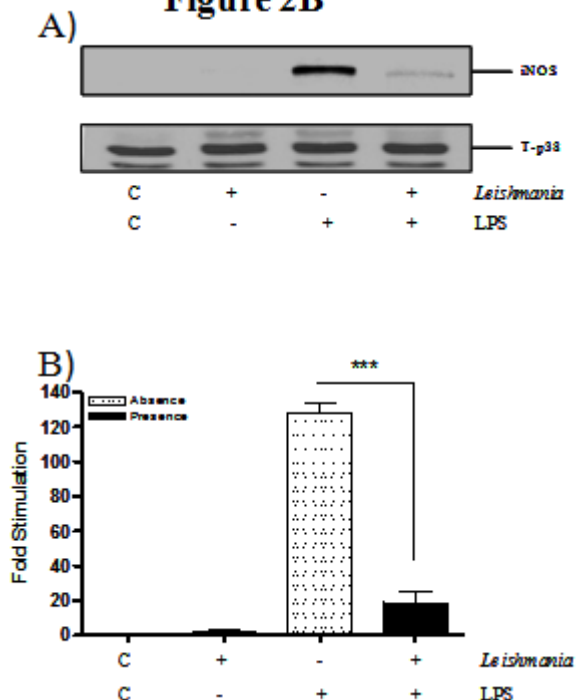 Figure 2B
A)
iNOS
T-p38
C + - + Leishmania
C - + + LPS
B)
***
140
Absence
Presence
120
100
80
60
40
20
0
Fold Stimulation
C + - + Leishmania
C - + + LPS